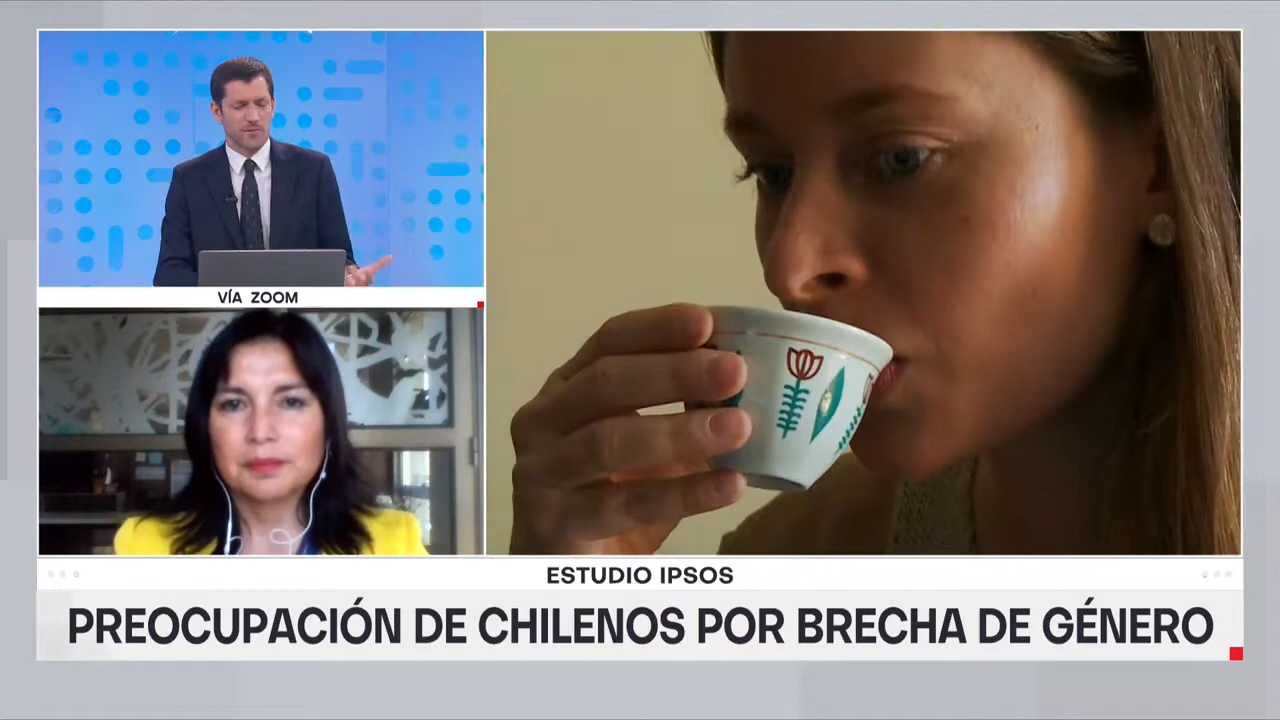 VÍA ZOOM
ESTUDIO IPSOS
PREOCUPACIÓN DE CHILENOS POR BRECHA DE GÉNERO